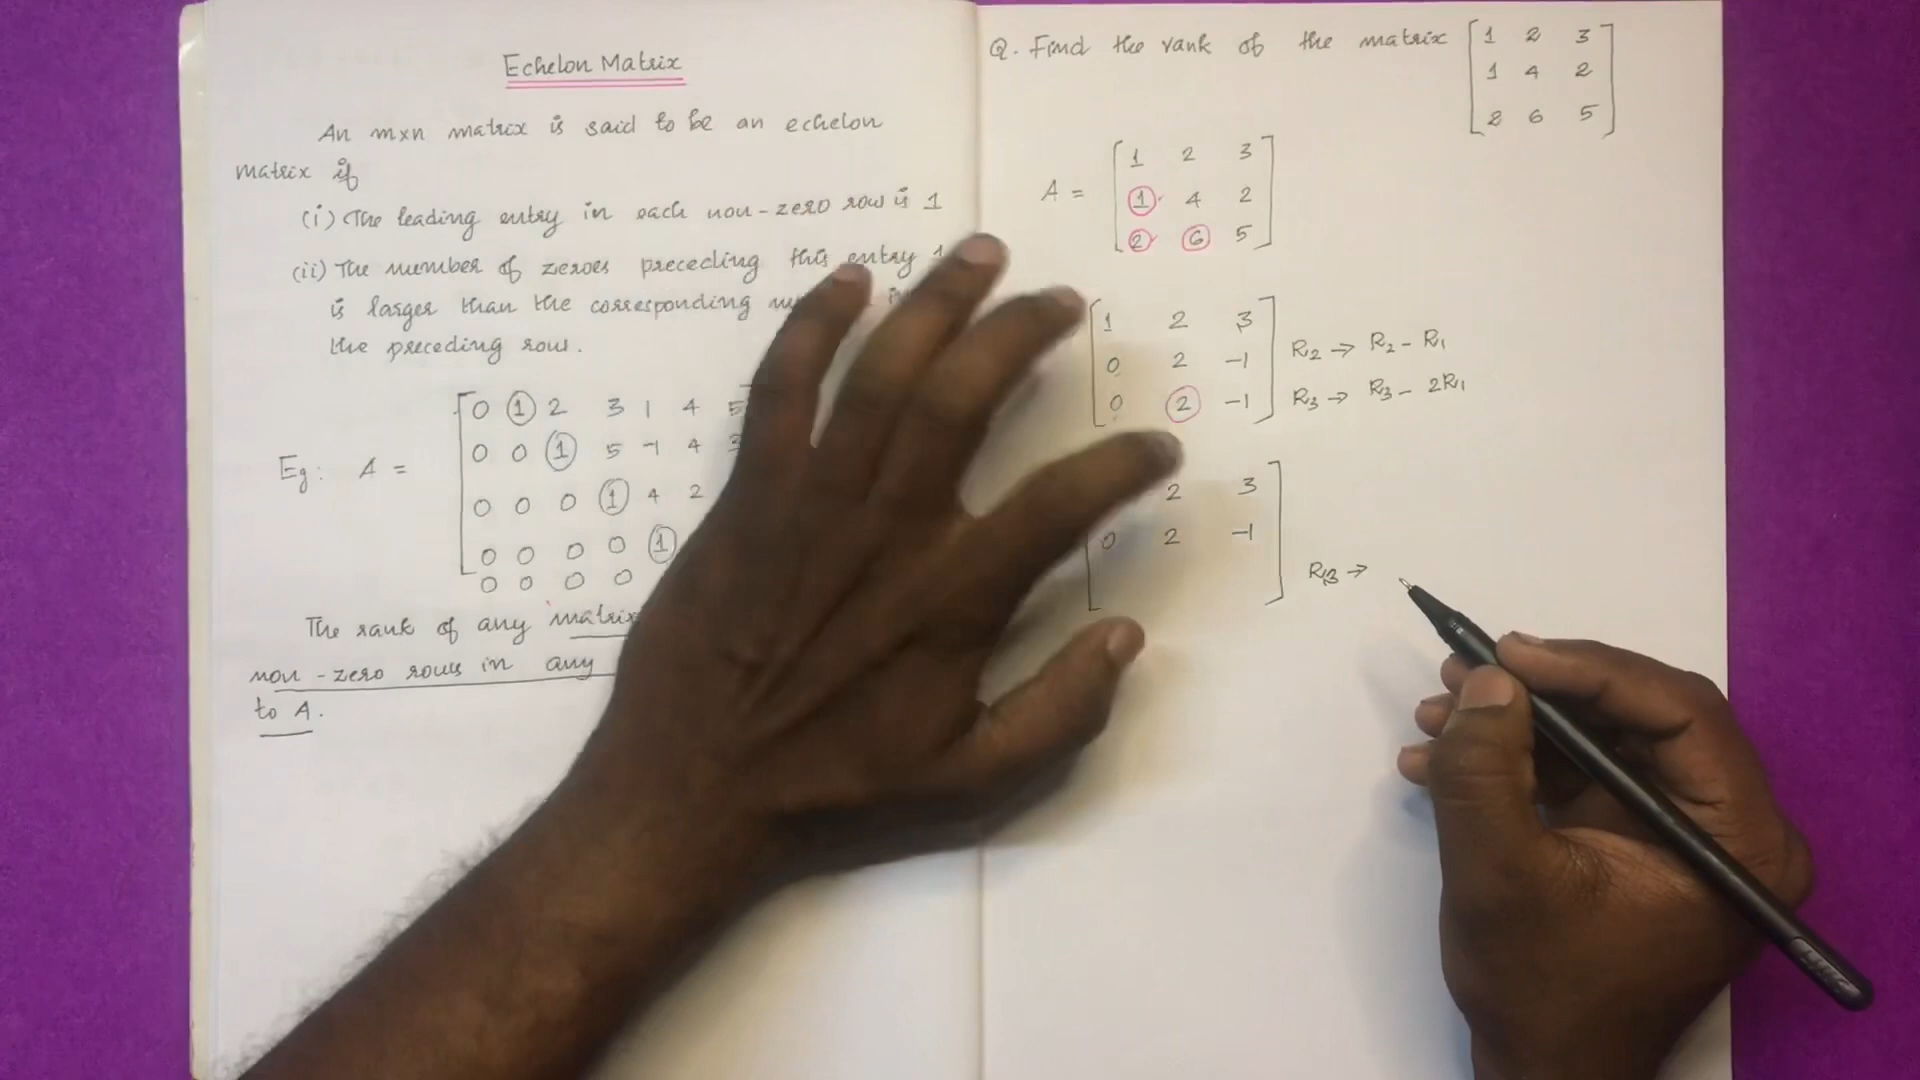 Echelon Matrix
An mxn matrix is said to be an echelon
matrix if
(i) The leading entry in each non-zero row is 1
(ii) The number of zeroes preceding this entry 1
is larger than the corresponding
the preceding row.
Eg: A =
0 1 2 3 1 4 5
0 0 1 5 -1 4 3
0 0 0 1 4 2
0 0 0 0 1
0 0 0 0
The rank of any matrix
non-zero rows in any
to A.
Q. Find the rank of the matrix
1 2 3
1 4 2
2 6 5
A =
1 2 3
1 4 2
2 6 5
1 2 3
0 2 -1 R2 → R2 - R1
0 2 -1 R3 → R3 - 2R1
2 3
0 2 -1
R3 →